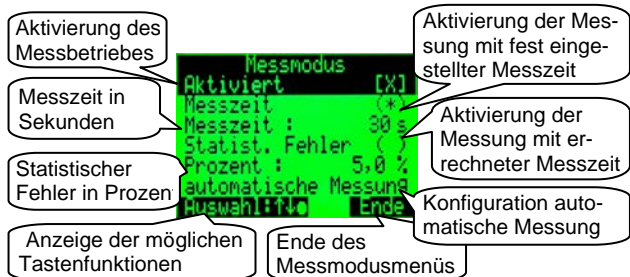 Aktivierung des
Messbetriebes
Aktivierung der Mes-
sung mit fest einge-
stellter Messzeit
Messmodus
Aktiviert [X]
Messzeit (*)
Messzeit : 30 s
Statist. Fehler ( )
Prozent : 5,0 %
automatische Messung
Auswahl:↑↓● Ende
Messzeit in
Sekunden
Aktivierung der
Messung mit er-
rechneter Messzeit
Statistischer
Fehler in Prozen
Konfiguration auto-
matische Messung
Anzeige der möglichen
Tastenfunktionen
Ende des
Messmodusmenüs